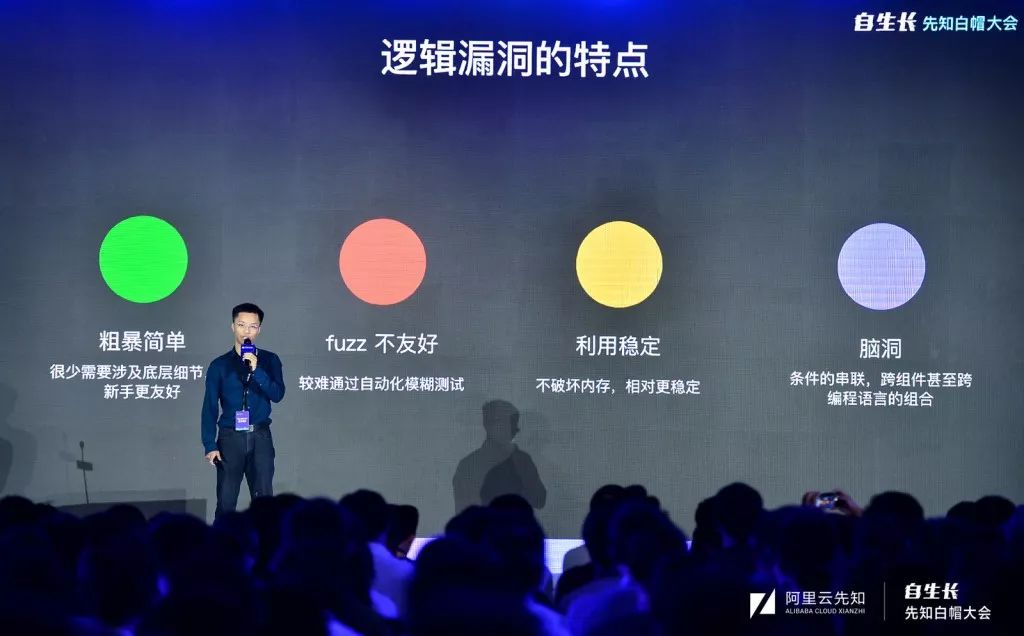 自生长 先知白帽大会
逻辑漏洞的特点
粗暴简单
很少需要涉及底层细节
新手更友好
fuzz 不友好
较难通过自动化模糊测试
利用稳定
不破坏内存，相对更稳定
脑洞
条件的串联，跨组件甚至跨
编程语言的组合
阿里云先知
ALIBABA CLOUD XIANZHI
自生长
先知白帽大会